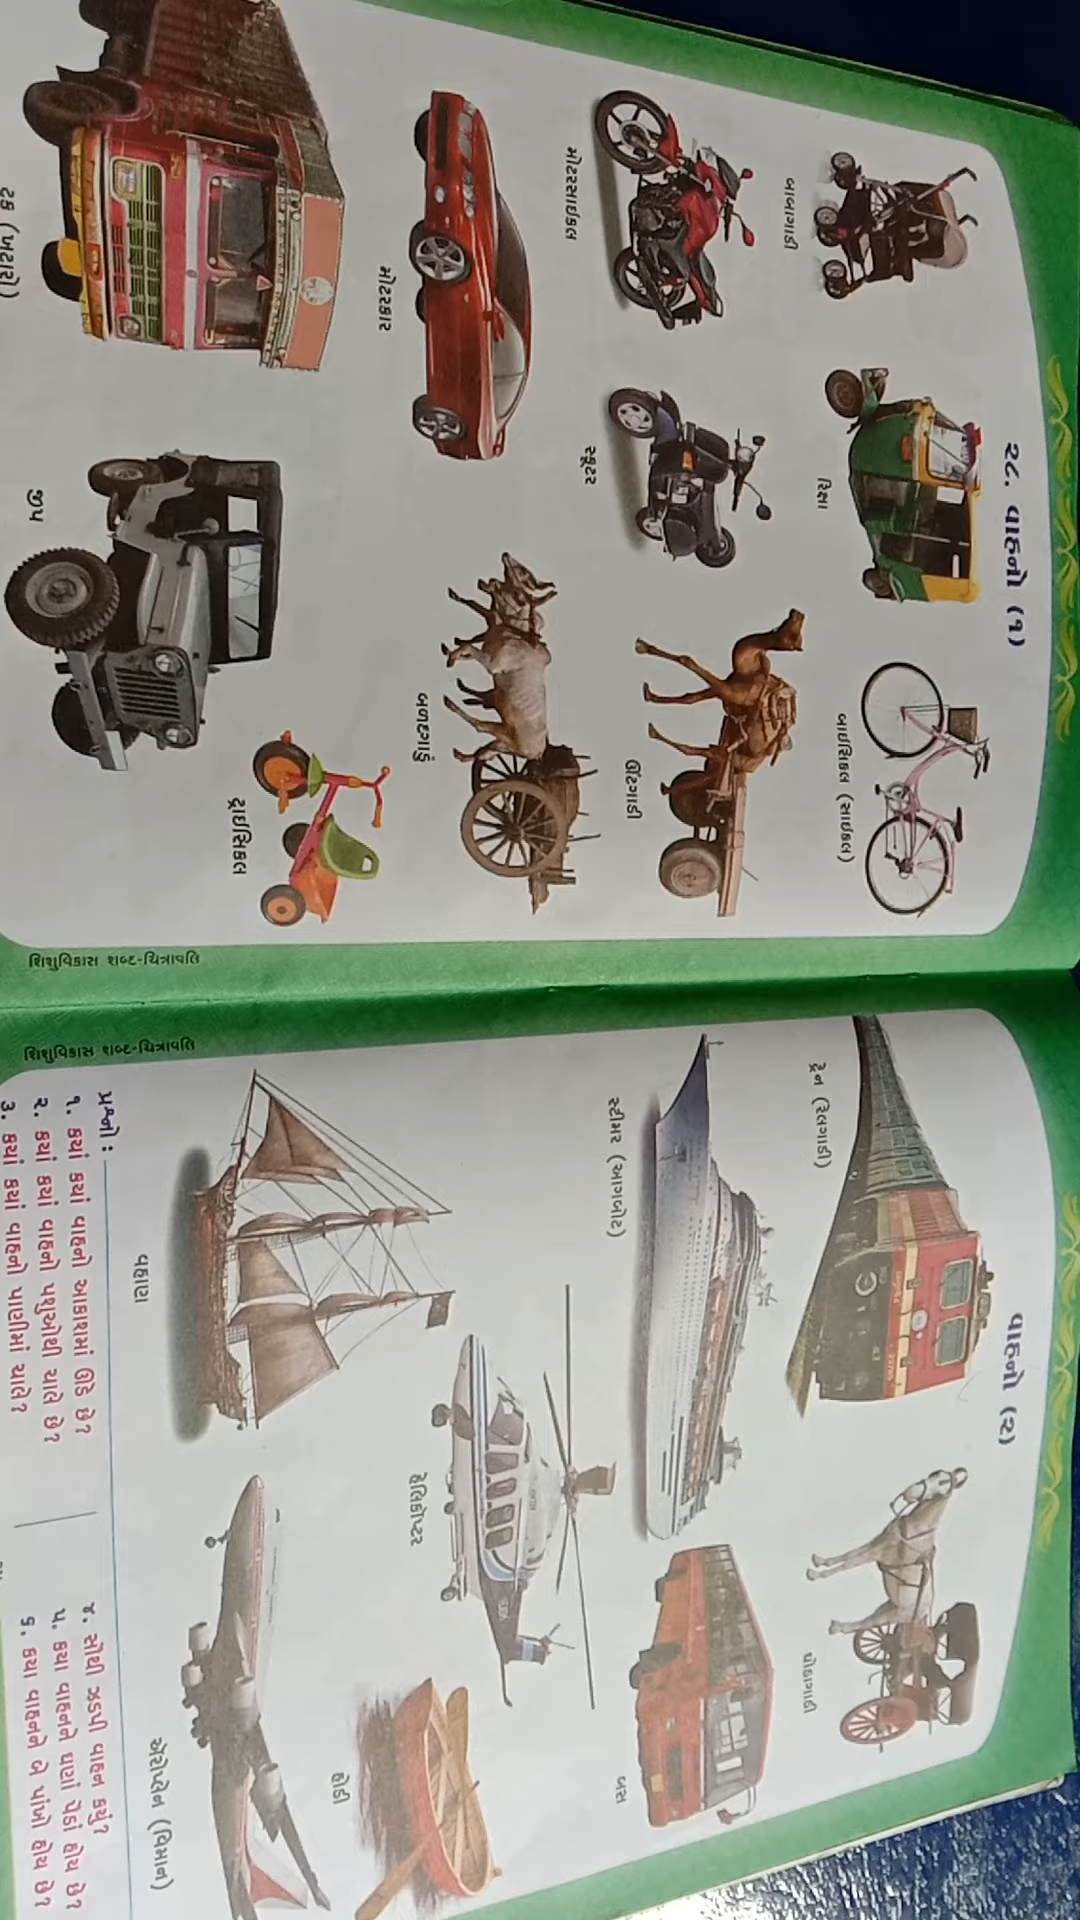 ૨૮. વાહનો (૧)
બાબાગાડી
રિક્ષા
બાઈસિકલ (સાઇકલ)
મોટરસાઇકલ
સ્કૂટર
ઊંટગાડી
મોટરકાર
બળદગાડું
ટ્રક (ખટારો)
જીપ
ટ્રાઈસિકલ
શિશુવિકાસ શબ્દ-ચિત્રાવલિ
વાહનો (૨)
ટ્રેન (રેલગાડી)
ઘોડાગાડી
સ્ટીમર (આગબોટ)
બસ
હેલિકોપ્ટર
હોડી
વહાણ
એરોપ્લેન (વિમાન)
પ્રશ્નો :
૧. કયાં કયાં વાહનો આકાશમાં ઊડે છે?
૨. કયાં કયાં વાહનો પશુઓથી ચાલે છે?
૩. કયાં કયાં વાહનો પાણીમાં ચાલે?
૪. સૌથી ઝડપી વાહન કયું?
૫. કયા વાહનને ઘણાં પૈડાં હોય છે?
૬. કયા વાહનને બે પાંખો હોય છે?
શિશુવિકાસ શબ્દ-ચિત્રાવલિ